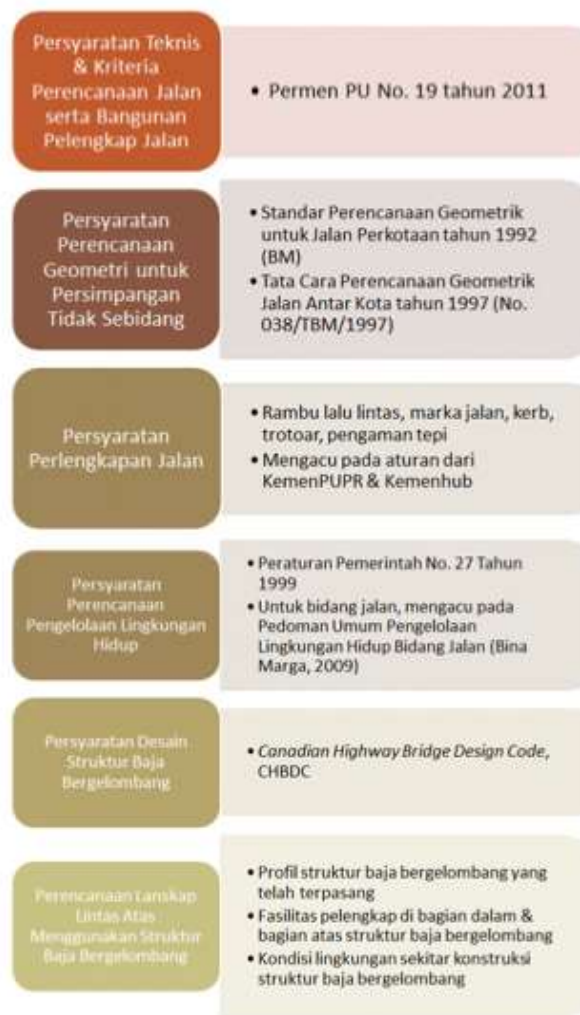 Persyaratan Teknis
& Kriteria
Perencanaan Jalan
serta Bangunan
Pelengkap Jalan
• Permen PU No. 19 tahun 2011
Persyaratan
Perencanaan
Geometri untuk
Persimpangan
Tidak Sebidang
• Standar Perencanaan Geometrik
untuk Jalan Perkotaan tahun 1992
(BM)
• Tata Cara Perencanaan Geometrik
Jalan Antar Kota tahun 1997 (No.
038/TBM/1997)
Persyaratan
Perlengkapan Jalan
• Rambu lalu lintas, marka jalan, kerb,
trotoar, pengaman tepi
• Mengacu pada aturan dari
KemenPUPR & Kemenhub
Persyaratan
Perencanaan
Pengelolaan Lingkungan
Hidup
• Peraturan Pemerintah No. 27 Tahun
1999
• Untuk bidang jalan, mengacu pada
Pedoman Umum Pengelolaan
Lingkungan Hidup Bidang Jalan (Bina
Marga, 2009)
Persyaratan Desain
Struktur Baja
Bergelombang
• Canadian Highway Bridge Design Code,
CHBDC
Perencanaan Lanskap
Lintas Atas
Menggunakan Struktur
Baja Bergelombang
• Profil struktur baja bergelombang yang
telah terpasang
• Fasilitas pelengkap di bagian dalam &
bagian atas struktur baja bergelombang
• Kondisi lingkungan sekitar konstruksi
struktur baja bergelombang